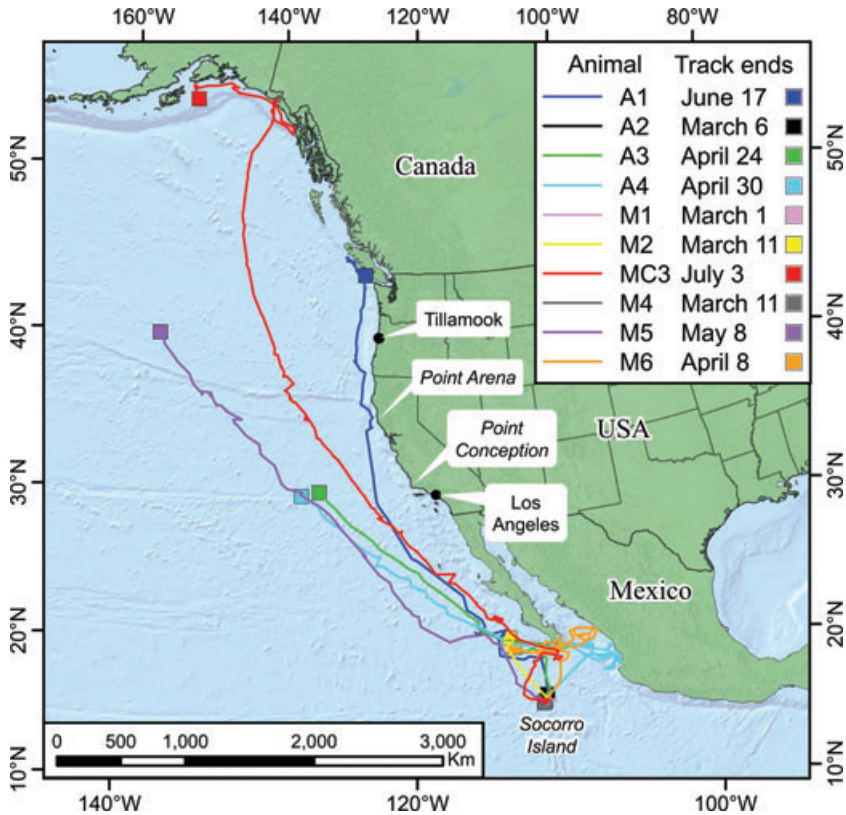 160°W 140°W 120°W 100°W 80°W
Animal Track ends
A1 June 17
A2 March 6
A3 April 24
A4 April 30
M1 March 1
M2 March 11
MC3 July 3
M4 March 11
M5 May 8
M6 April 8
50°N
50°N
Canada
40°N
40°N
Tillamook
Point Arena
Point
Conception
USA
30°N
30°N
Los
Angeles
Mexico
20°N
20°N
Socorro
Island
0 500 1,000 2,000 3,000
Km
10°N
10°N
140°W 120°W 100°W